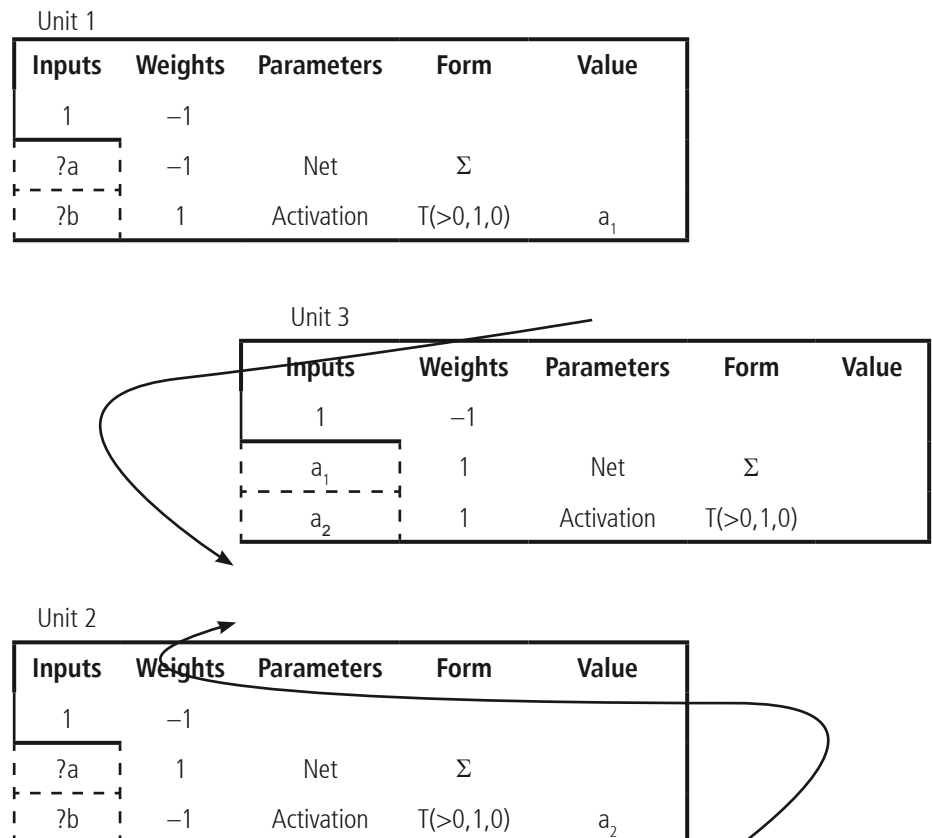 Unit 1
Inputs Weights Parameters Form Value
1 −1
?a −1 Net Σ
?b 1 Activation T(>0,1,0) a₁
Unit 3
Inputs Weights Parameters Form Value
1 −1
a₁ 1 Net Σ
a₂ 1 Activation T(>0,1,0)
Unit 2
Inputs Weights Parameters Form Value
1 −1
?a 1 Net Σ
?b −1 Activation T(>0,1,0) a₂